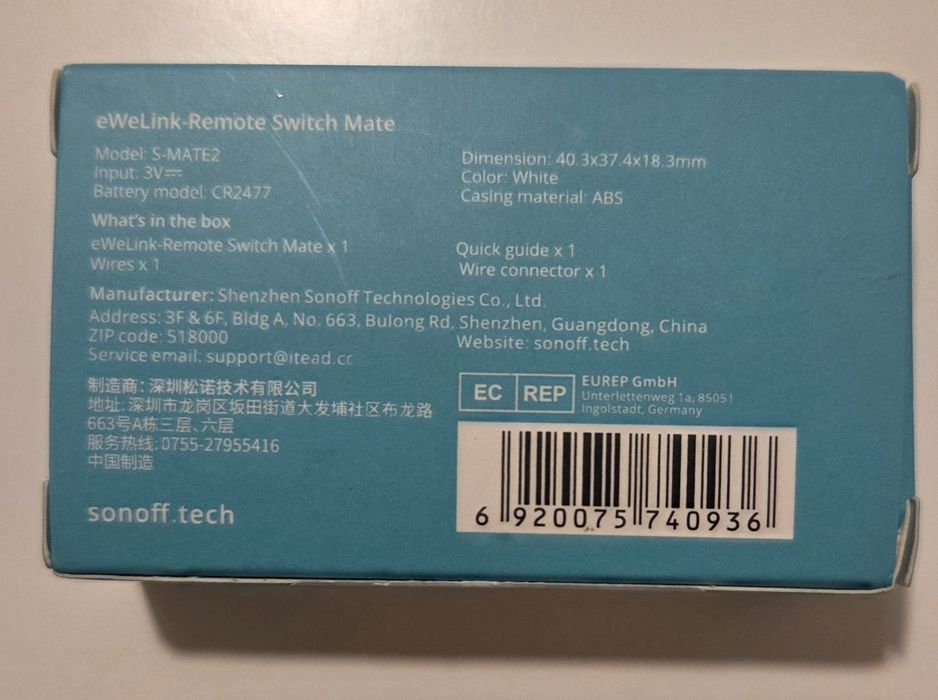 eWeLink-Remote Switch Mate
Model: S-MATE2
Input: 3V⎓
Battery model: CR2477
Dimension: 40.3x37.4x18.3mm
Color: White
Casing material: ABS
What's in the box
eWeLink-Remote Switch Mate x 1
Wires x 1
Quick guide x 1
Wire connector x 1
Manufacturer: Shenzhen Sonoff Technologies Co., Ltd.
Address: 3F & 6F, Bldg A, No. 663, Bulong Rd, Shenzhen, Guangdong, China
ZIP code: 518000
Website: sonoff.tech
Service email: support@itead.cc
制造商: 深圳松诺技术有限公司
地址: 深圳市龙岗区坂田街道大发埔社区布龙路
663号A栋三层、六层
服务热线: 0755-27955416
中国制造
sonoff.tech
EC REP
EUREP GmbH
Unterlettenweg 1a, 85051
Ingolstadt, Germany
6 920075 740936